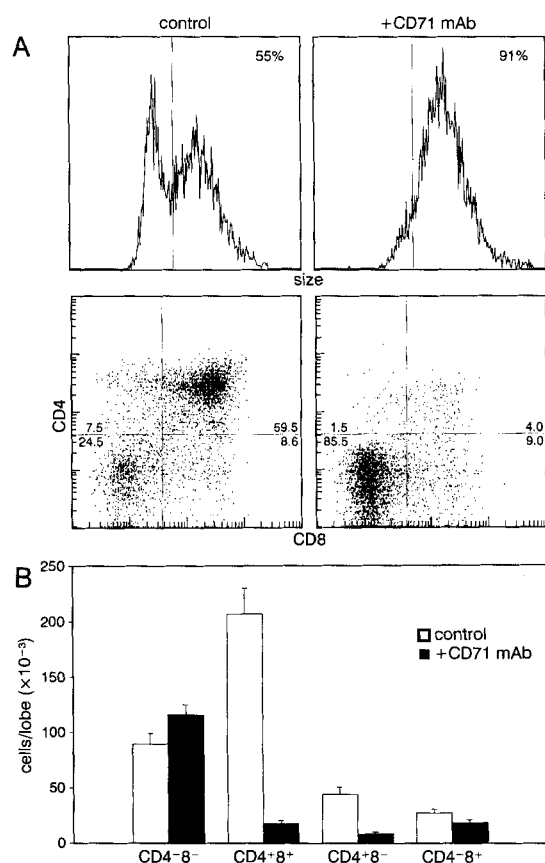 control
+CD71 mAb
A
55%
91%
size
CD4
7.5
24.5
59.5
8.6
1.5
85.5
4.0
9.0
CD8
B
cells/lobe (×10⁻³)
250
200
150
100
50
0
control
+CD71 mAb
CD4⁻8⁻
CD4⁺8⁺
CD4⁺8⁻
CD4⁻8⁺